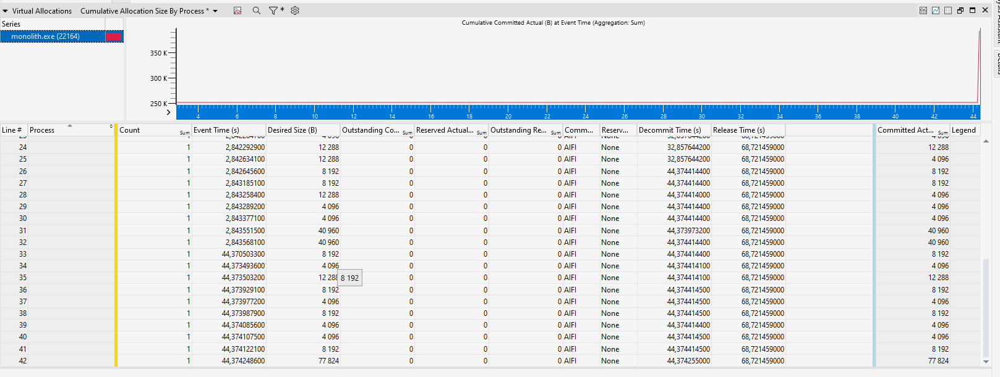 Virtual Allocations Cumulative Allocation Size By Process *
Series
monolith.exe (22164)
Cumulative Committed Actual (B) at Event Time (Aggregation: Sum)
350 K
300 K
250 K
4 6 8 10 12 14 16 18 20 22 24 26 28 30 32 34 36 38 40 42 44
Line # Process 0 Count Sum Event Time (s) Desired Size (B) Outstanding Co... Sum Reserved Actual... Sum Outstanding Re... Sum Comm... Reserv... Decommit Time (s) Release Time (s) Committed Act... Sum Legend
24 1 2,842292900 12 288 0 0 0 AIFI None 32,857644200 68,721459000 12 288
25 1 2,842634100 12 288 0 0 0 AIFI None 32,857644200 68,721459000 4 096
26 1 2,842645600 8 192 0 0 0 AIFI None 44,374414400 68,721459000 8 192
27 1 2,843185100 8 192 0 0 0 AIFI None 44,374414400 68,721459000 8 192
28 1 2,843258400 12 288 0 0 0 AIFI None 44,374414400 68,721459000 4 096
29 1 2,843289200 4 096 0 0 0 AIFI None 44,374414400 68,721459000 4 096
30 1 2,843377100 4 096 0 0 0 AIFI None 44,374414400 68,721459000 4 096
31 1 2,843551500 40 960 0 0 0 AIFI None 44,373973200 68,721459000 40 960
32 1 2,843568100 40 960 0 0 0 AIFI None 44,374414400 68,721459000 40 960
33 1 44,370503300 8 192 0 0 0 AIFI None 44,374414400 68,721459000 8 192
34 1 44,373493600 4 096 0 0 0 AIFI None 44,374414100 68,721459000 4 096
35 1 44,373503200 12 288 0 0 0 AIFI None 44,374414100 68,721459000 12 288
8 192
36 1 44,373929100 8 192 0 0 0 AIFI None 44,374414500 68,721459000 8 192
37 1 44,373977200 4 096 0 0 0 AIFI None 44,374414500 68,721459000 4 096
38 1 44,373987900 8 192 0 0 0 AIFI None 44,374414500 68,721459000 8 192
39 1 44,374085600 4 096 0 0 0 AIFI None 44,374414400 68,721459000 4 096
40 1 44,374107500 4 096 0 0 0 AIFI None 44,374414500 68,721459000 4 096
41 1 44,374122100 8 192 0 0 0 AIFI None 44,374414500 68,721459000 8 192
42 1 44,374248600 77 824 0 0 0 AIFI None 44,374255000 68,721459000 77 824